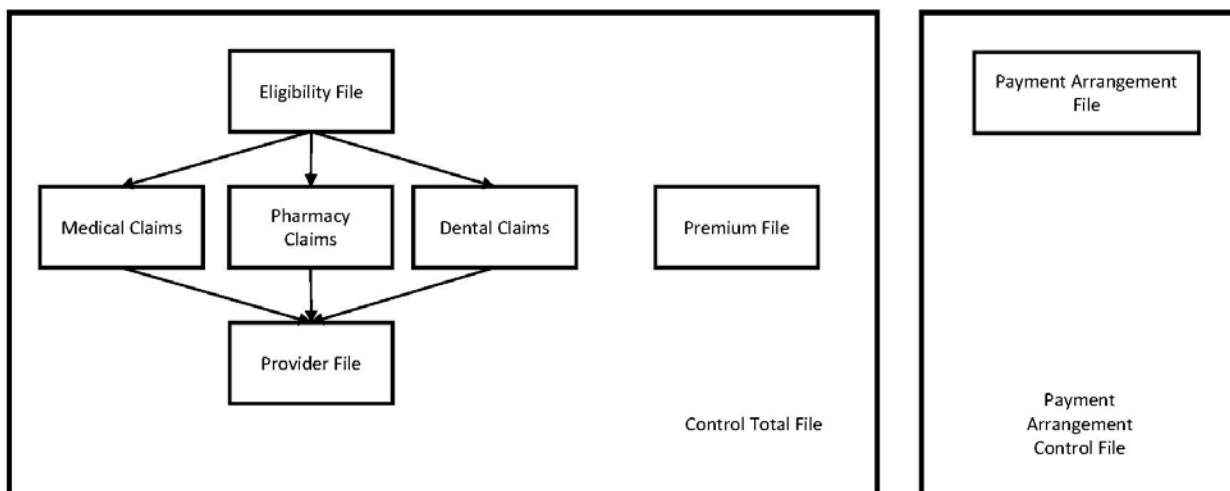 Eligibility File
Payment Arrangement
File
Medical Claims
Pharmacy
Claims
Dental Claims
Premium File
Provider File
Control Total File
Payment
Arrangement
Control File